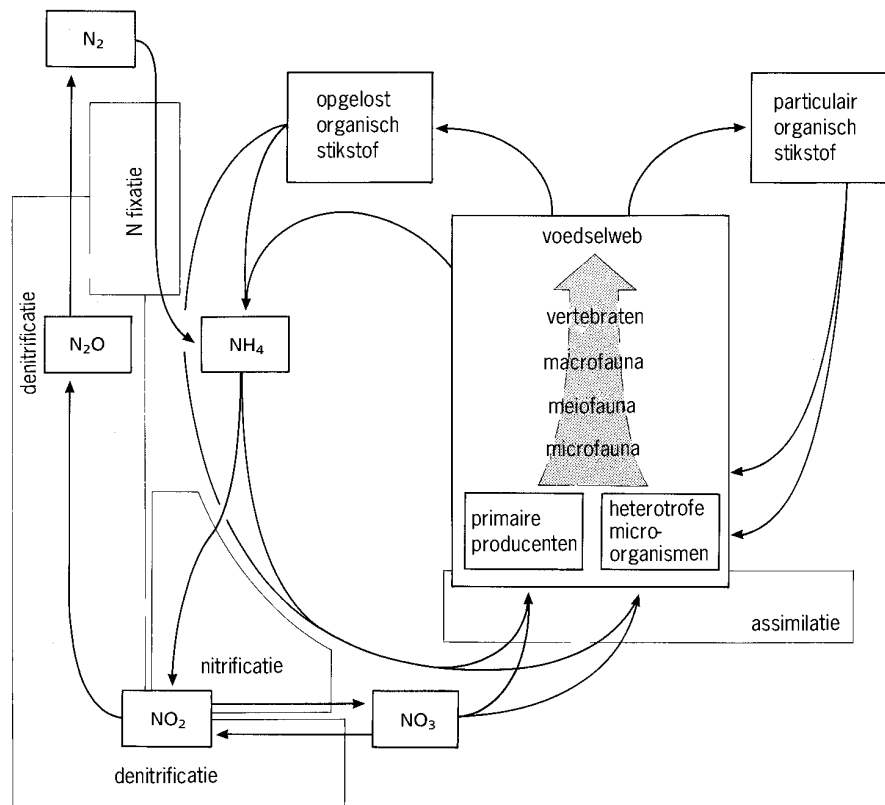 N₂
opgelost
organisch
stikstof
particulair
organisch
stikstof
N fixatie
voedselweb
denitrificatie
N₂O
NH₄
vertebraten
macrofauna
meiofauna
microfauna
primaire
producenten
heterotrofe
micro-
organismen
assimilatie
nitrificatie
NO₂
NO₃
denitrificatie